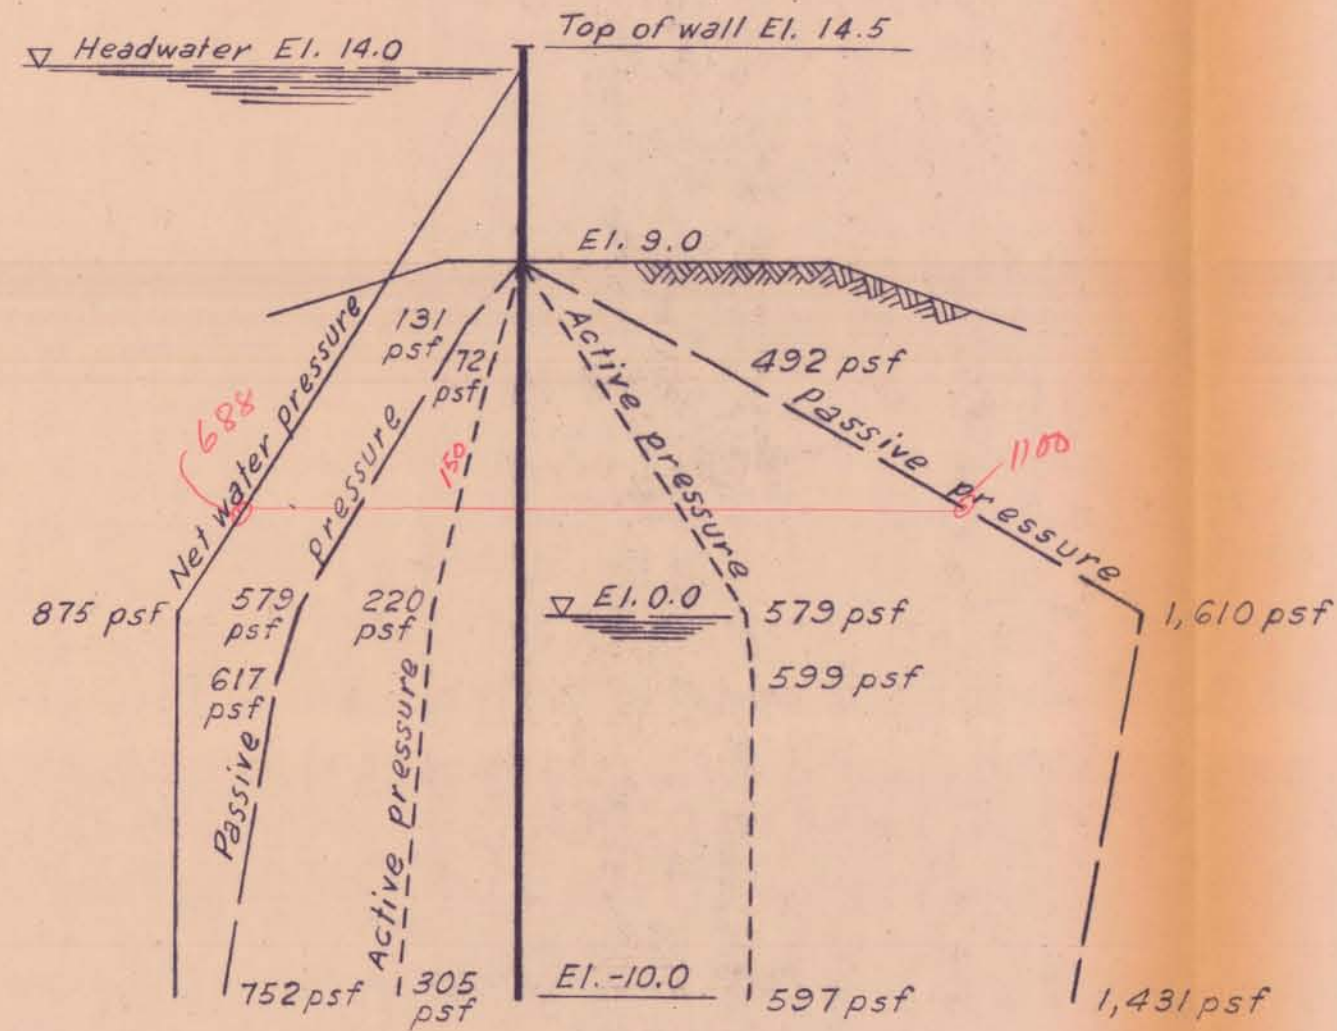 Top of wall El. 14.5
Headwater El. 14.0
El. 9.0
131
psf
72
psf
492 psf
Net water pressure
Passive pressure
Active pressure
Active pressure
passive pressure
688
150
1100
875 psf
579
psf
220
psf
El. 0.0
579 psf
1,610 psf
617
psf
599 psf
752 psf
305
psf
El. -10.0
597 psf
1,431 psf